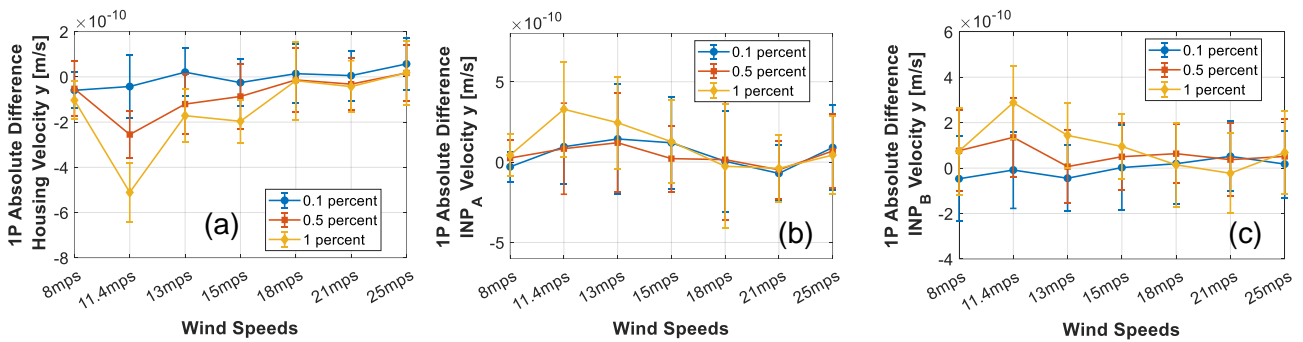 ×10⁻¹⁰
1P Absolute Difference
Housing Velocity y [m/s]
2
0
-2
-4
-6
-8
(a)
0.1 percent
0.5 percent
1 percent
8mps
11.4mps
13mps
15mps
18mps
21mps
25mps
Wind Speeds
×10⁻¹⁰
1P Absolute Difference
INP_A Velocity y [m/s]
5
0
-5
0.1 percent
0.5 percent
1 percent
(b)
8mps
11.4mps
13mps
15mps
18mps
21mps
25mps
Wind Speeds
×10⁻¹⁰
1P Absolute Difference
INP_B Velocity y [m/s]
6
4
2
0
-2
-4
0.1 percent
0.5 percent
1 percent
(c)
8mps
11.4mps
13mps
15mps
18mps
21mps
25mps
Wind Speeds